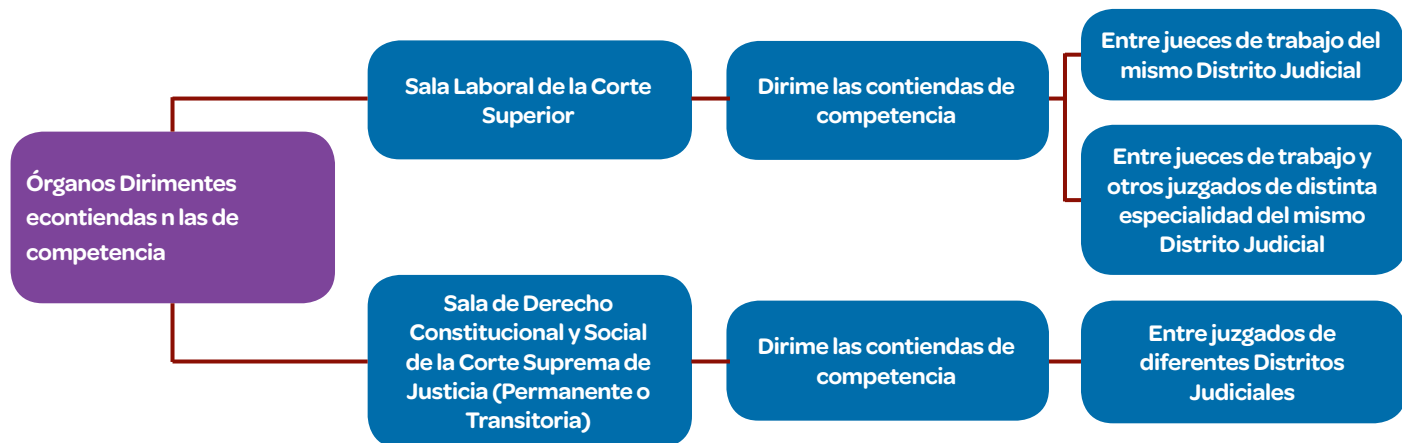 Órganos Dirimentes
econtiendas n las de
competencia
Sala Laboral de la Corte
Superior
Dirime las contiendas de
competencia
Entre jueces de trabajo del
mismo Distrito Judicial
Entre jueces de trabajo y
otros juzgados de distinta
especialidad del mismo
Distrito Judicial
Sala de Derecho
Constitucional y Social
de la Corte Suprema de
Justicia (Permanente o
Transitoria)
Dirime las contiendas de
competencia
Entre juzgados de
diferentes Distritos
Judiciales